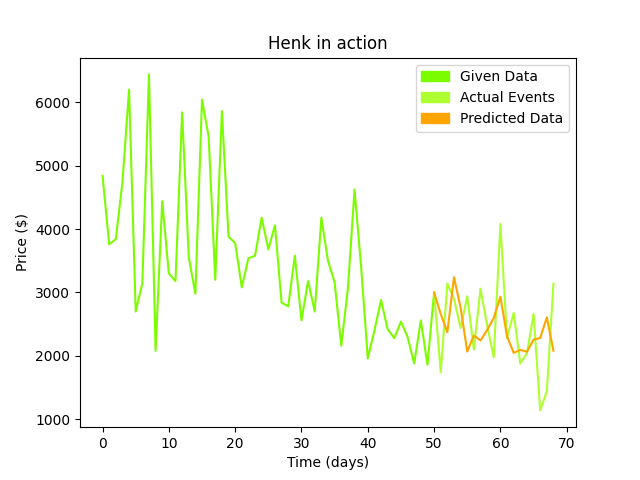 Henk in action
Given Data
Actual Events
Predicted Data
Price ($)
6000
5000
4000
3000
2000
1000
0 10 20 30 40 50 60 70
Time (days)